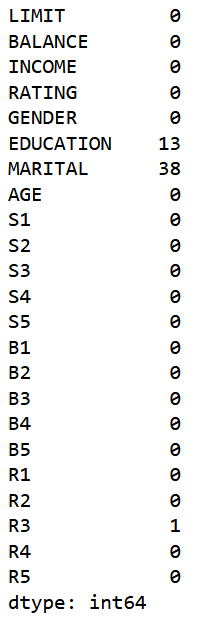 LIMIT 0
BALANCE 0
INCOME 0
RATING 0
GENDER 0
EDUCATION 13
MARITAL 38
AGE 0
S1 0
S2 0
S3 0
S4 0
S5 0
B1 0
B2 0
B3 0
B4 0
B5 0
R1 0
R2 0
R3 1
R4 0
R5 0
dtype: int64